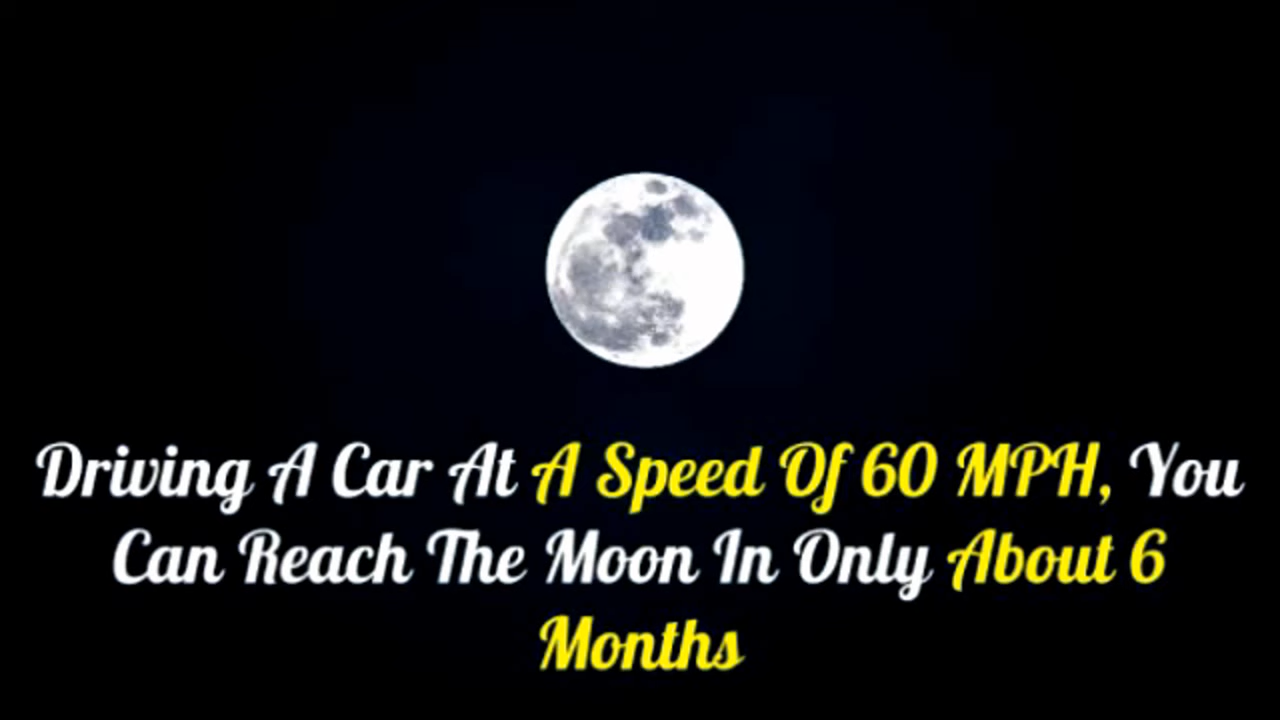 Driving A Car At A Speed Of 60 MPH, You
Can Reach The Moon In Only About 6
Months